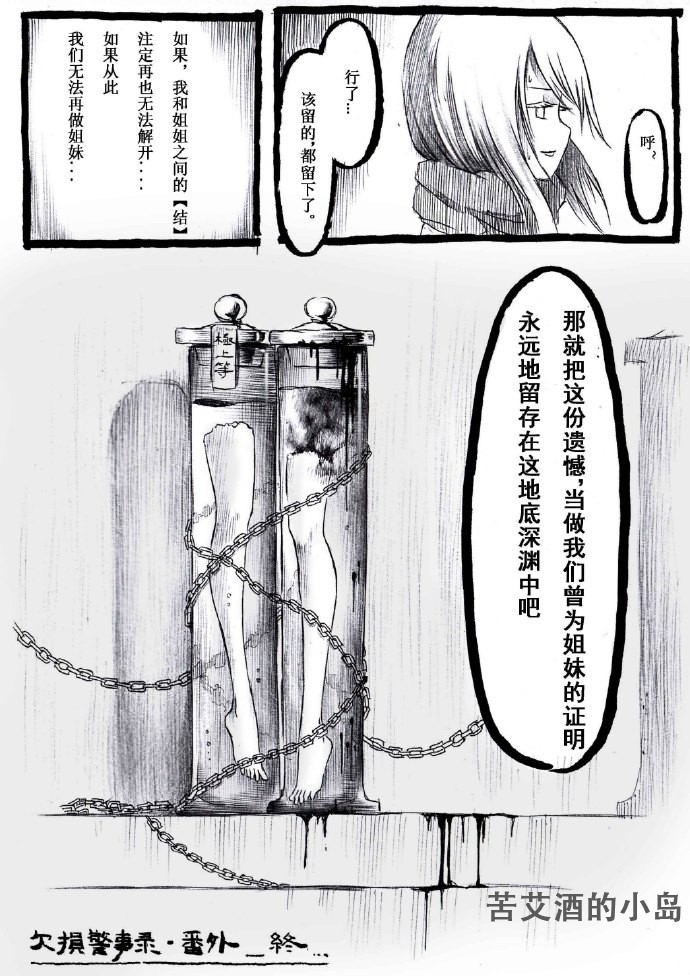 呼~
行了…
该留的，都留下了。
如果，我和姐姐之间的【结】
注定再也无法解开....
如果从此
我们无法再做姐妹...
那就把这份遗憾，当做我们曾为姐妹的证明
永远地留存在这地底深渊中吧
極上等
苦艾酒的小岛
欠損警事录·番外_終...